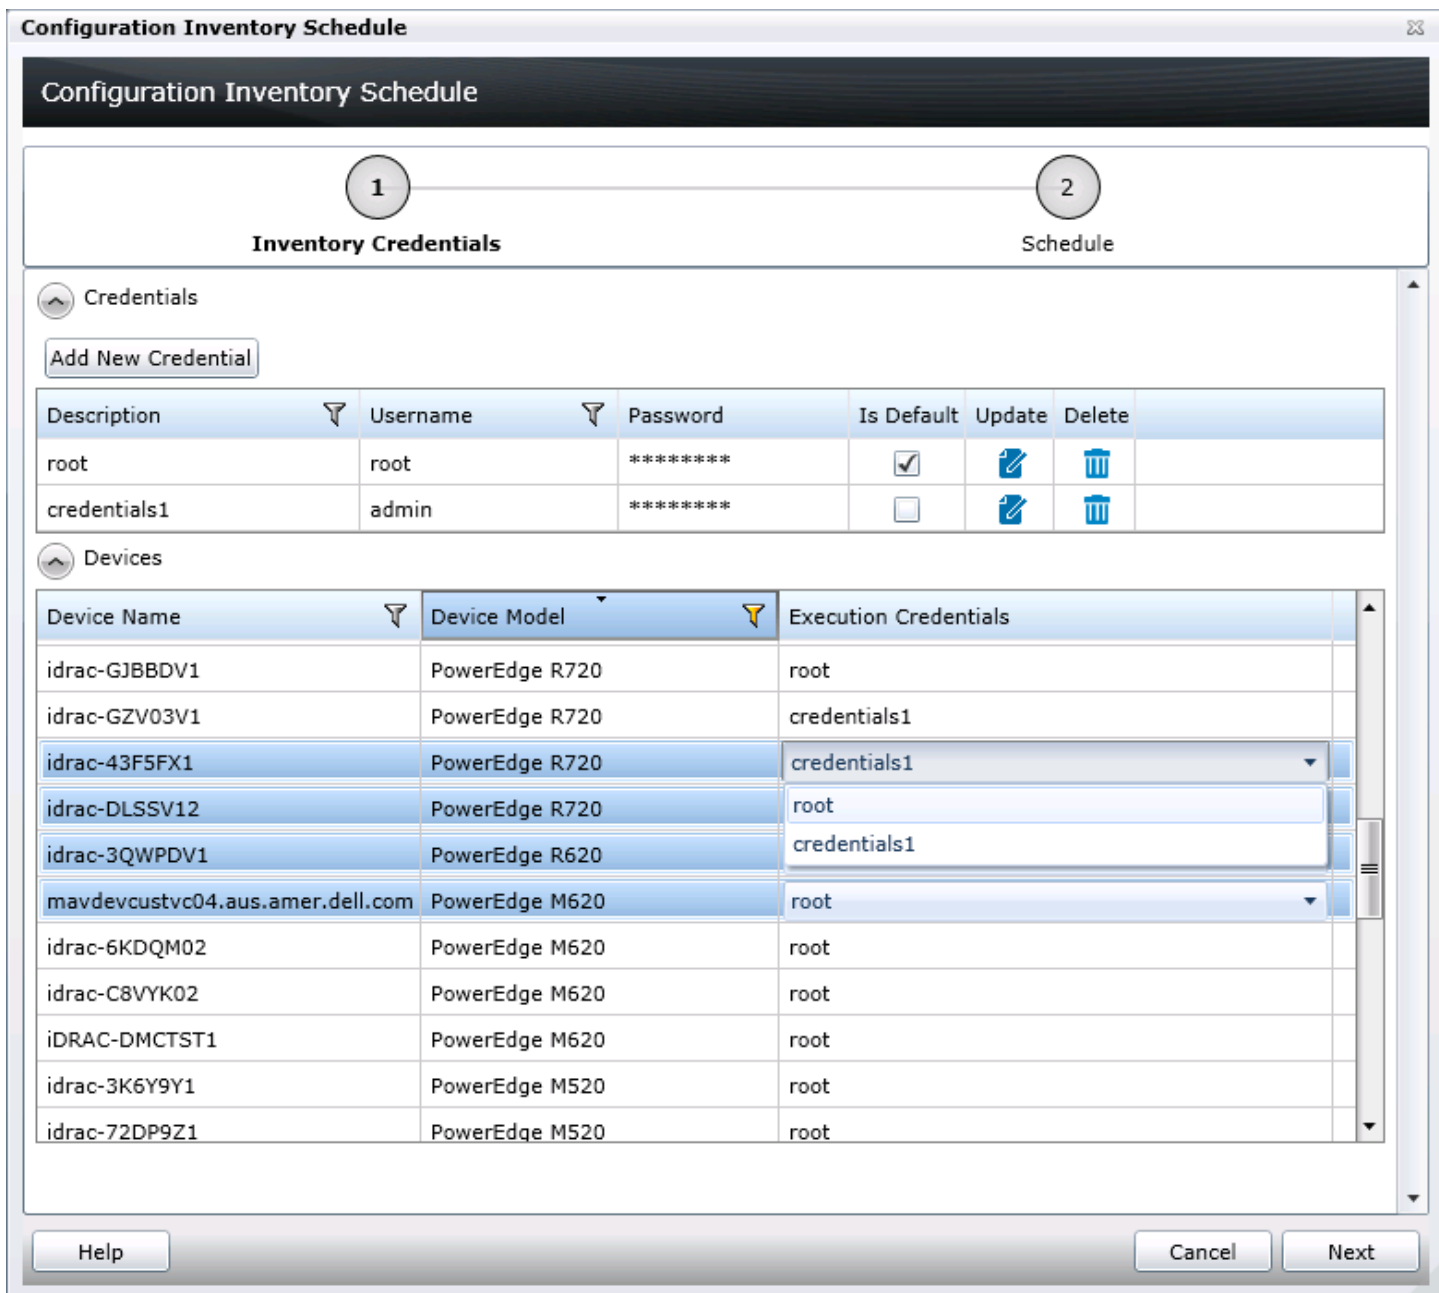 Configuration Inventory Schedule
Configuration Inventory Schedule
1 2
Inventory Credentials Schedule
Credentials
Add New Credential
Description Username Password Is Default Update Delete
root root ********
credentials1 admin ********
Devices
Device Name Device Model Execution Credentials
idrac-GJBBDV1 PowerEdge R720 root
idrac-GZV03V1 PowerEdge R720 credentials1
idrac-43F5FX1 PowerEdge R720 credentials1
idrac-DLSSV12 PowerEdge R720 root
idrac-3QWPDV1 PowerEdge R620 credentials1
mavdevcustvc04.aus.amer.dell.com PowerEdge M620 root
idrac-6KDQM02 PowerEdge M620 root
idrac-C8VYK02 PowerEdge M620 root
iDRAC-DMCTST1 PowerEdge M620 root
idrac-3K6Y9Y1 PowerEdge M520 root
idrac-72DP9Z1 PowerEdge M520 root
Help Cancel Next